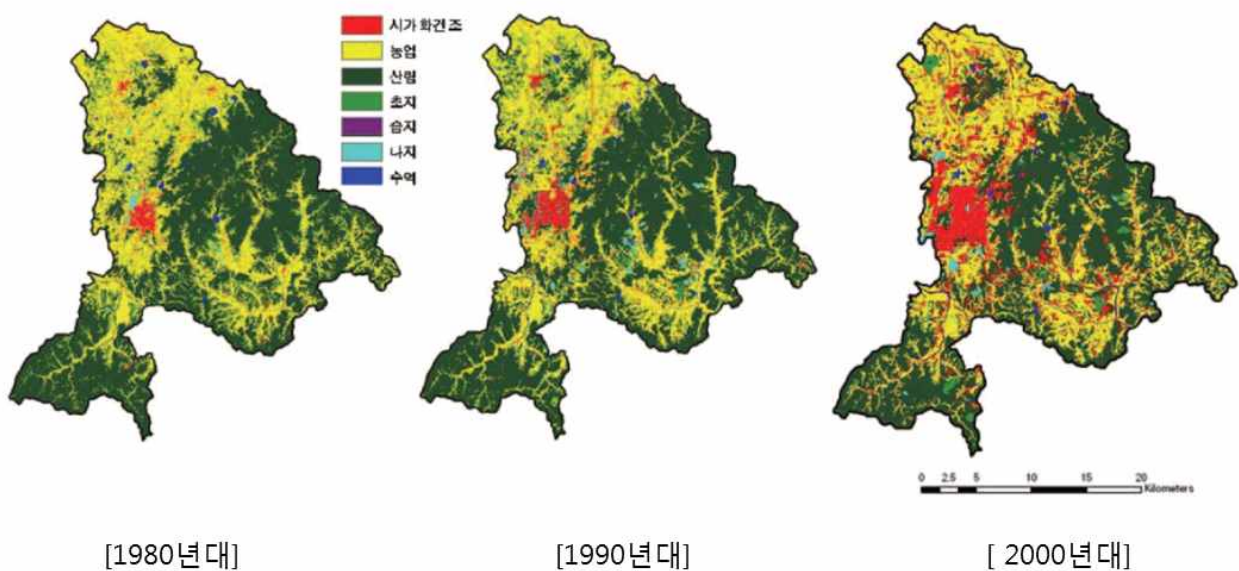 시가 화건 조
농업
산림
초지
습지
나지
수역
0 2.5 5 10 15 20
Kilometers
[1980년대] [1990년대] [ 2000년대]